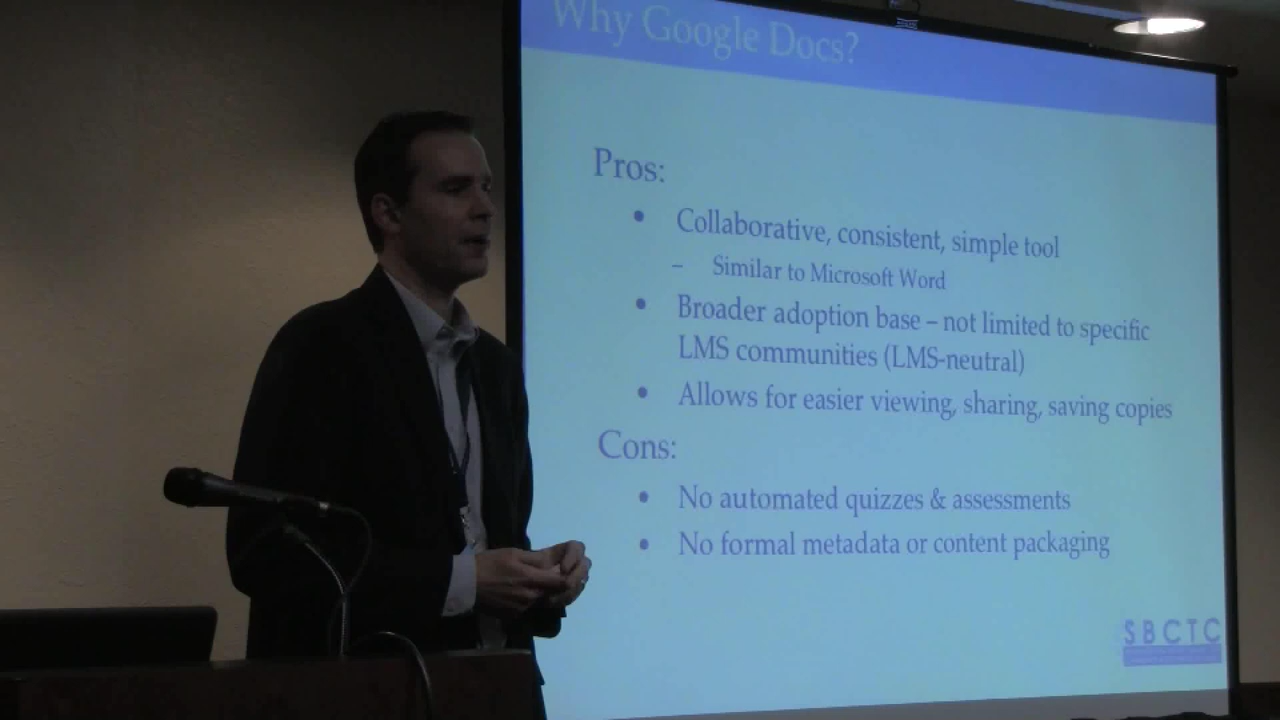 Why Google Docs?
Pros:
• Collaborative, consistent, simple tool
– Similar to Microsoft Word
• Broader adoption base – not limited to specific
LMS communities (LMS-neutral)
• Allows for easier viewing, sharing, saving copies
Cons:
• No automated quizzes & assessments
• No formal metadata or content packaging
SBCTC